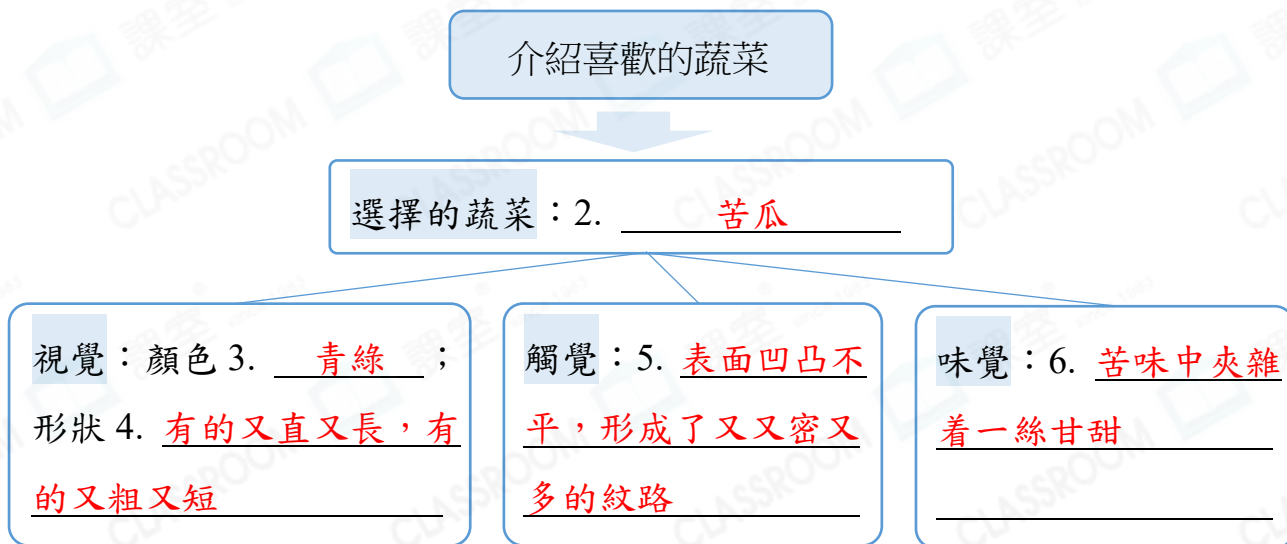 介紹喜歡的蔬菜
選擇的蔬菜：2. 苦瓜
視覺：顏色 3. 青綠；
形狀 4. 有的又直又長，有
的又粗又短
觸覺：5. 表面凹凸不
平，形成了又又密又
多的紋路
味覺：6. 苦味中夾雜
着一絲甘甜